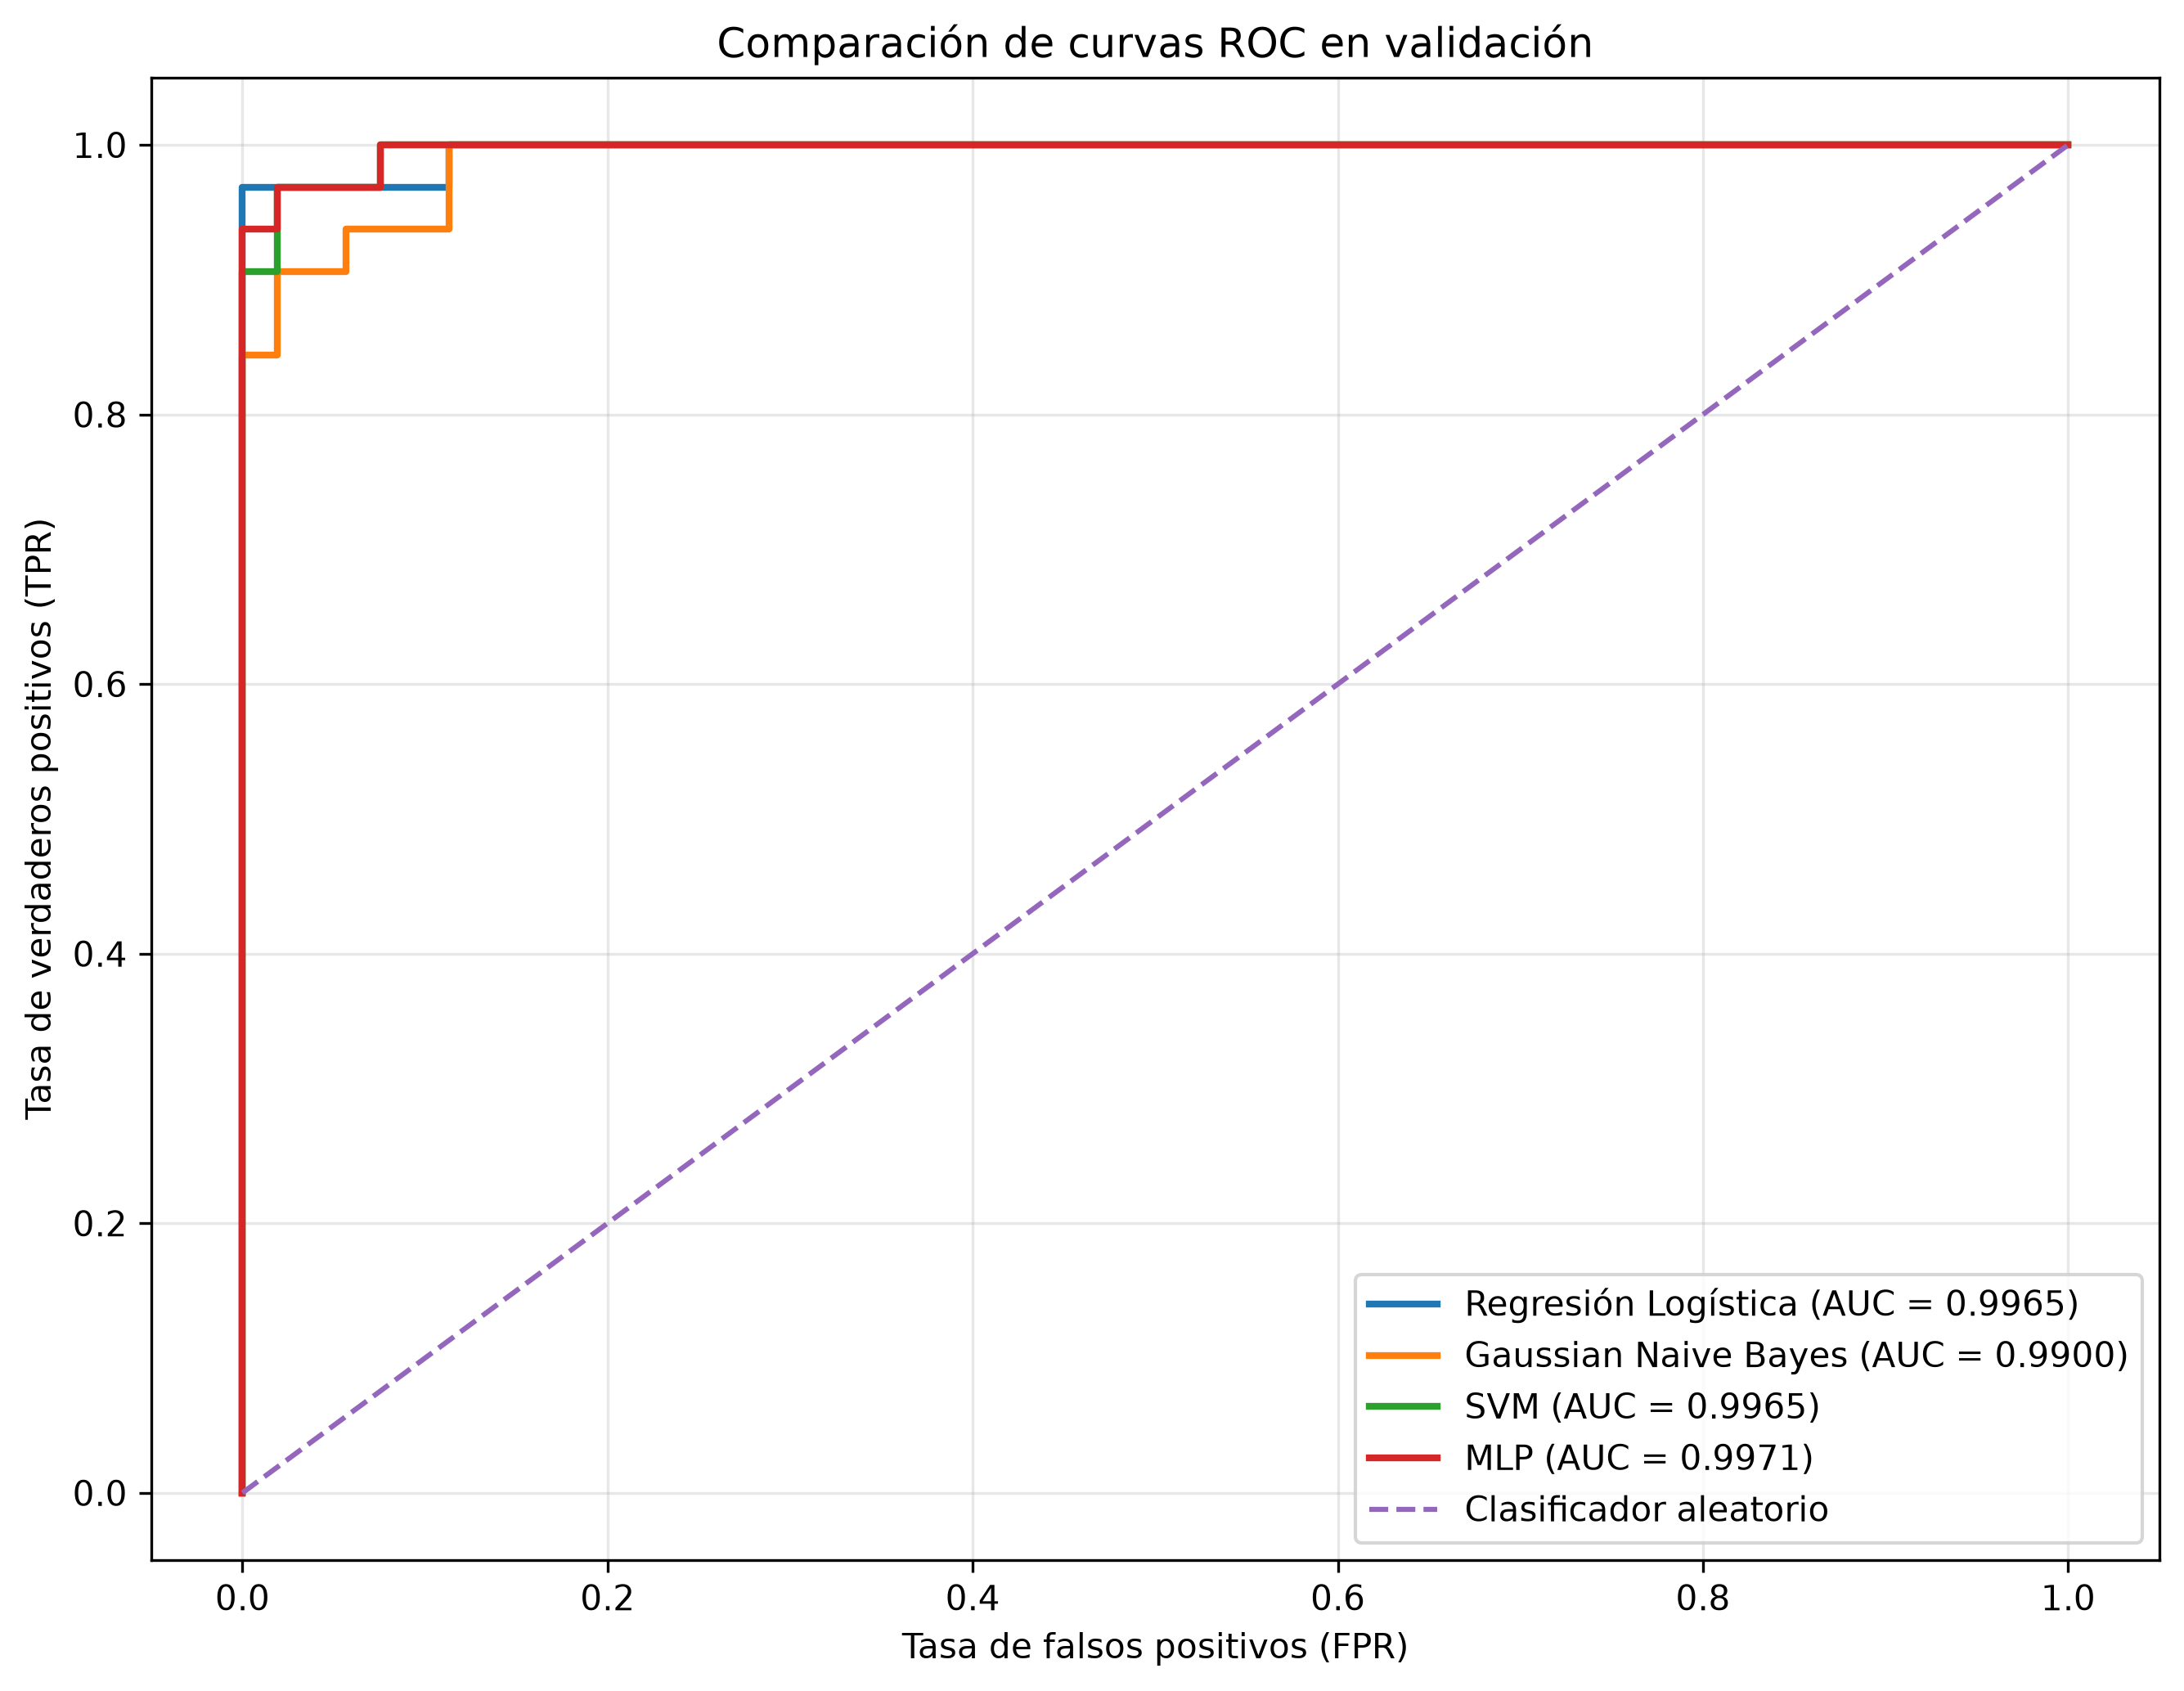 Comparación de curvas ROC en validación
Tasa de verdaderos positivos (TPR)
1.0
0.8
0.6
0.4
0.2
0.0
0.0 0.2 0.4 0.6 0.8 1.0
Tasa de falsos positivos (FPR)
Regresión Logística (AUC = 0.9965)
Gaussian Naive Bayes (AUC = 0.9900)
SVM (AUC = 0.9965)
MLP (AUC = 0.9971)
Clasificador aleatorio